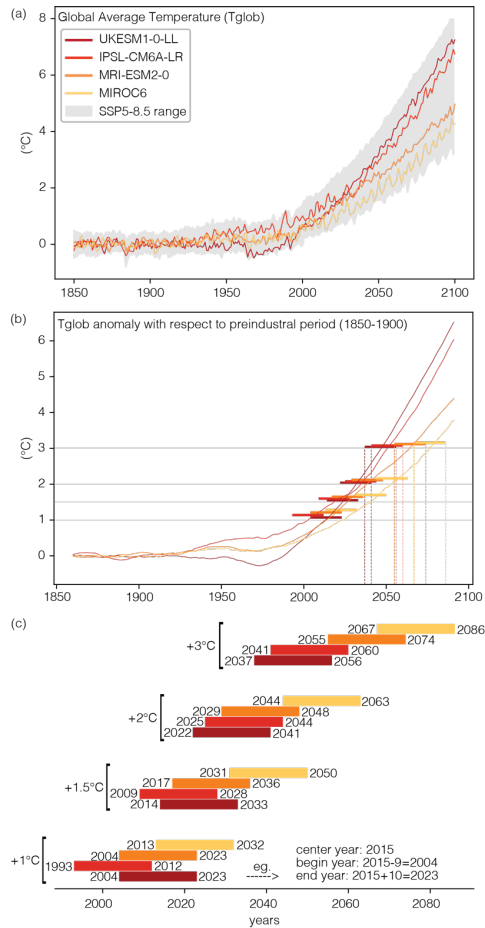 (a) Global Average Temperature (Tglob)
UKESM1-0-LL
IPSL-CM6A-LR
MRI-ESM2-0
MIROC6
SSP5-8.5 range
(°C)
8
6
4
2
0
1850 1900 1950 2000 2050 2100
(b) Tglob anomaly with respect to preindustrial period (1850-1900)
(°C)
6
5
4
3
2
1
0
1850 1900 1950 2000 2050 2100
(c)
+3°C
2067 2086
2055 2074
2041 2060
2037 2056
+2°C
2044 2063
2029 2048
2025 2044
2022 2041
+1.5°C
2031 2050
2017 2036
2009 2028
2014 2033
+1°C
2013 2032
2004 2023
1993 2012
2004 2023
eg.
------>
center year: 2015
begin year: 2015-9=2004
end year: 2015+10=2023
2000 2020 2040 2060 2080
years